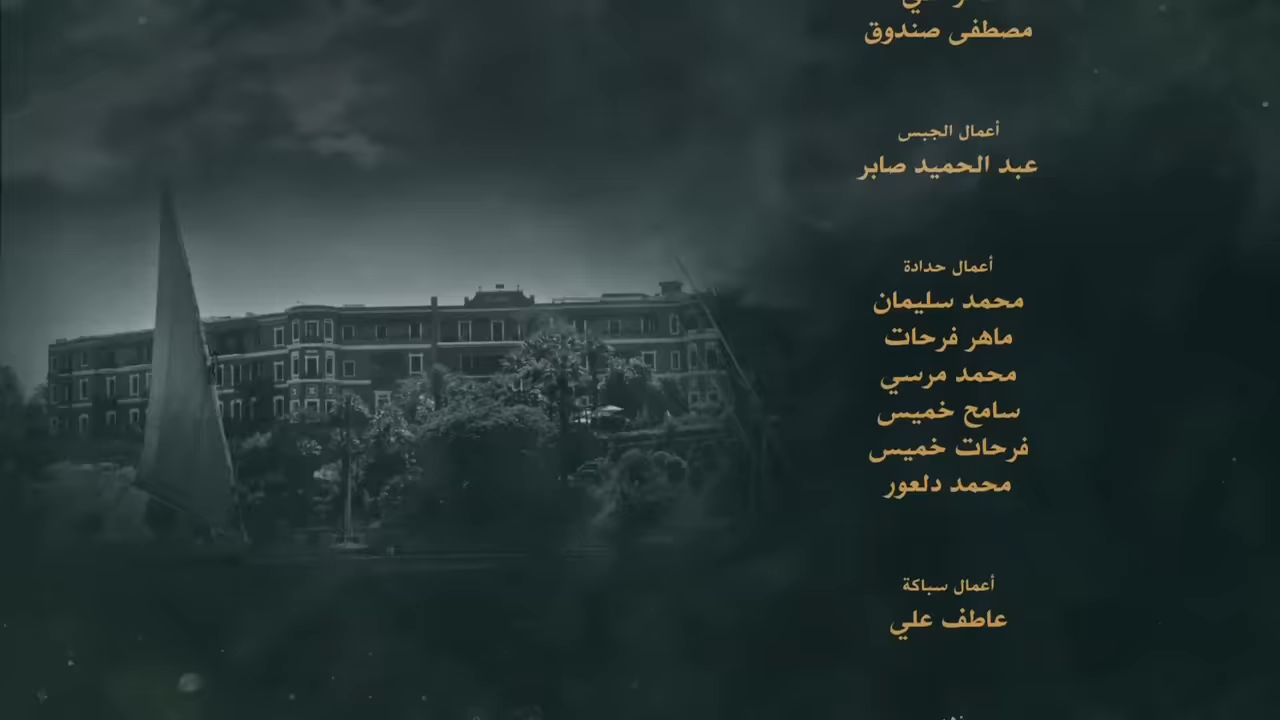 مصطفى صندوق
أعمال الجبس
عبد الحميد صابر
أعمال حدادة
محمد سليمان
ماهر فرحات
محمد مرسي
سامح خميس
فرحات خميس
محمد دلعور
أعمال سباكة
عاطف علي